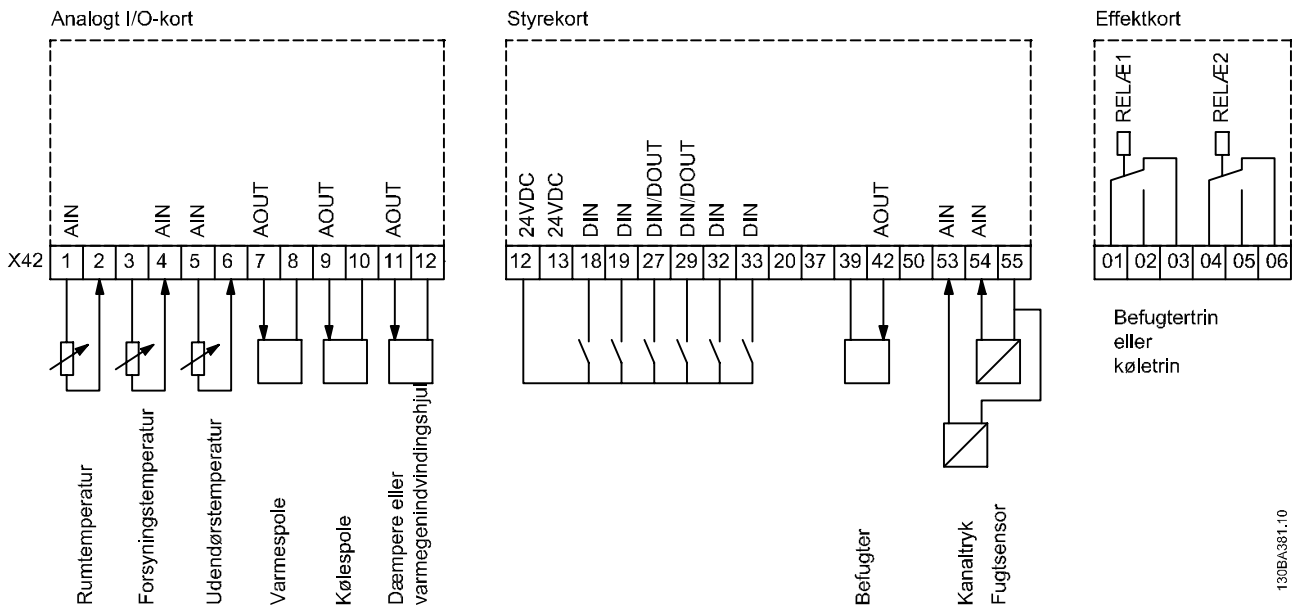 Analogt I/O-kort
Styrekort
Effektkort
RELÆ1
RELÆ2
AIN
AIN
AIN
AOUT
AOUT
AOUT
24VDC
24VDC
DIN
DIN
DIN/DOUT
DIN/DOUT
DIN
DIN
AOUT
AIN
AIN
X42 1 2 3 4 5 6 7 8 9 10 11 12
12 13 18 19 27 29 32 33 20 37 39 42 50 53 54 55
01 02 03 04 05 06
Befugtertrin
eller
køletrin
Rumtemperatur
Forsyningstemperatur
Udendørstemperatur
Varmespole
Kølespole
Dæmpere eller
varmegenindvindingshjul
Befugter
Kanaltryk
Fugtsensor
130BA381.10